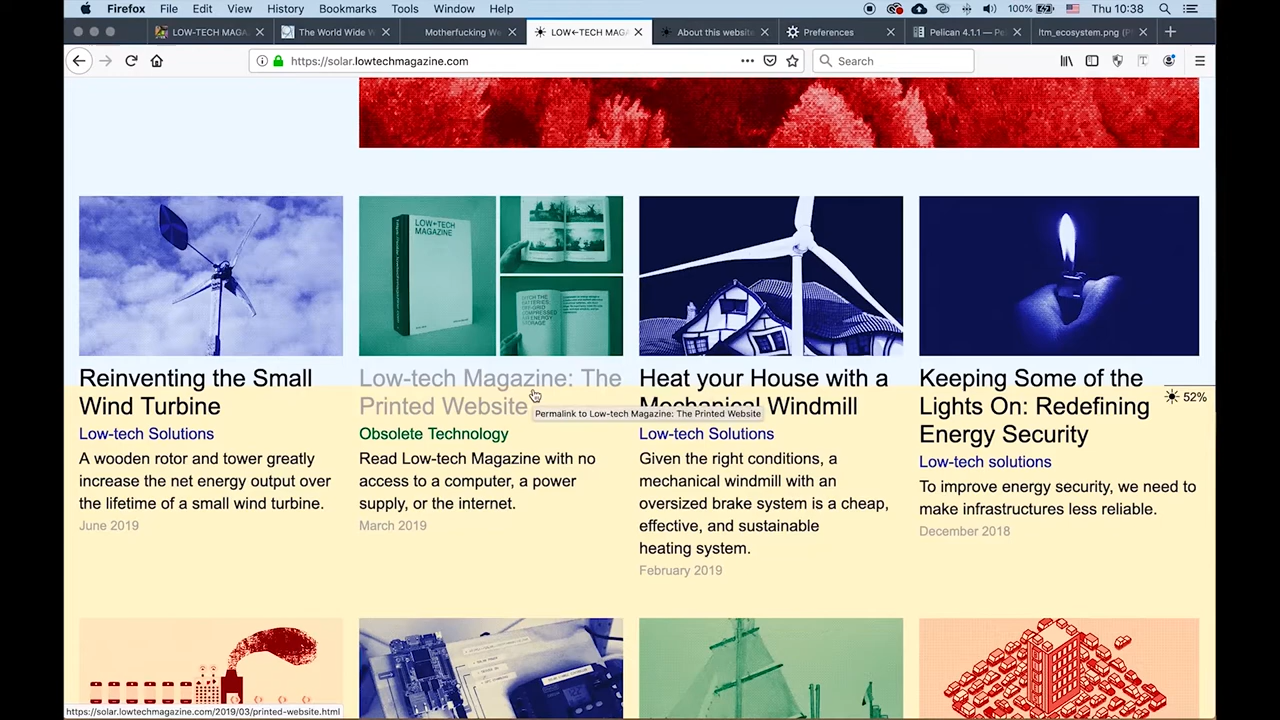 Firefox File Edit View History Bookmarks Tools Window Help 100% Thu 10:38
LOW-TECH MAGAZINE The World Wide W Motherfucking We LOW←TECH MAGA About this website Preferences Pelican 4.1.1 — P ltm_ecosystem.png (P
https://solar.lowtechmagazine.com Search
LOW←TECH
MAGAZINE
Reinventing the Small
Wind Turbine
Low-tech Solutions
A wooden rotor and tower greatly
increase the net energy output over
the lifetime of a small wind turbine.
June 2019
Low-tech Magazine: The
Printed Website
Permalink to Low-tech Magazine: The Printed Website
Obsolete Technology
Read Low-tech Magazine with no
access to a computer, a power
supply, or the internet.
March 2019
Heat your House with a
Mechanical Windmill
Low-tech Solutions
Given the right conditions, a
mechanical windmill with an
oversized brake system is a cheap,
effective, and sustainable
heating system.
February 2019
Keeping Some of the
Lights On: Redefining
Energy Security
Low-tech solutions
To improve energy security, we need to
make infrastructures less reliable.
December 2018
52%
https://solar.lowtechmagazine.com/2019/03/printed-website.html